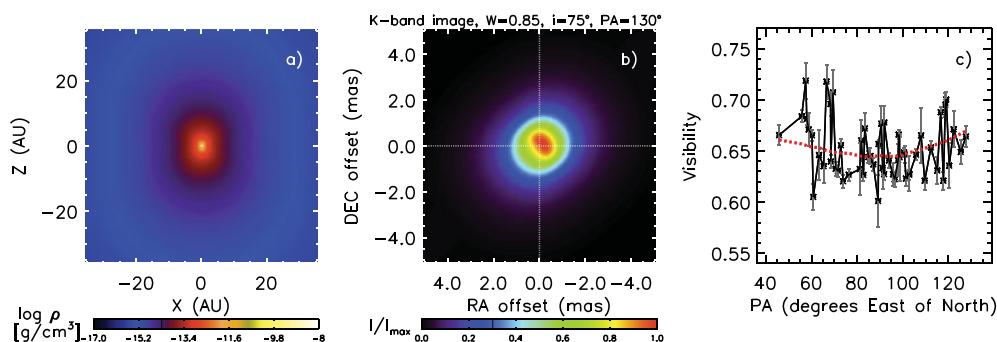 a)
20
0
−20
Z (AU)
−20 0 20
X (AU)
log ρ
[g/cm³]
−17.0 −15.2 −13.4 −11.6 −9.8 −8
K−band image, W=0.85, i=75°, PA=130°
b)
4.0
2.0
0.0
−2.0
−4.0
DEC offset (mas)
4.0 2.0 0.0 −2.0 −4.0
RA offset (mas)
I/Imax
0.0 0.2 0.4 0.6 0.8 1.0
c)
0.75
0.70
0.65
0.60
0.55
Visibility
40 60 80 100 120
PA (degrees East of North)